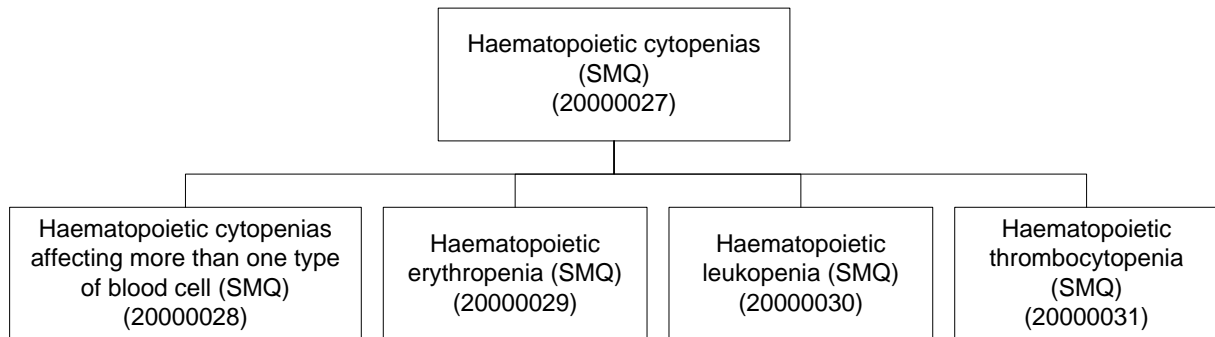 Haematopoietic cytopenias
(SMQ)
(20000027)
Haematopoietic cytopenias
affecting more than one type
of blood cell (SMQ)
(20000028)
Haematopoietic
erythropenia (SMQ)
(20000029)
Haematopoietic
leukopenia (SMQ)
(20000030)
Haematopoietic
thrombocytopenia
(SMQ)
(20000031)